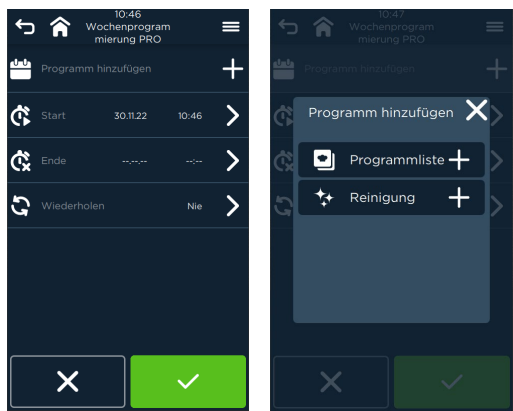 10:46
Wochenprogram
mierung PRO
Programm hinzufügen
Start 30.11.22 10:46
Ende --.--.-- --:--
Wiederholen Nie
10:47
Wochenprogram
mierung PRO
Programm hinzufügen
Programm hinzufügen
Programmliste
Reinigung